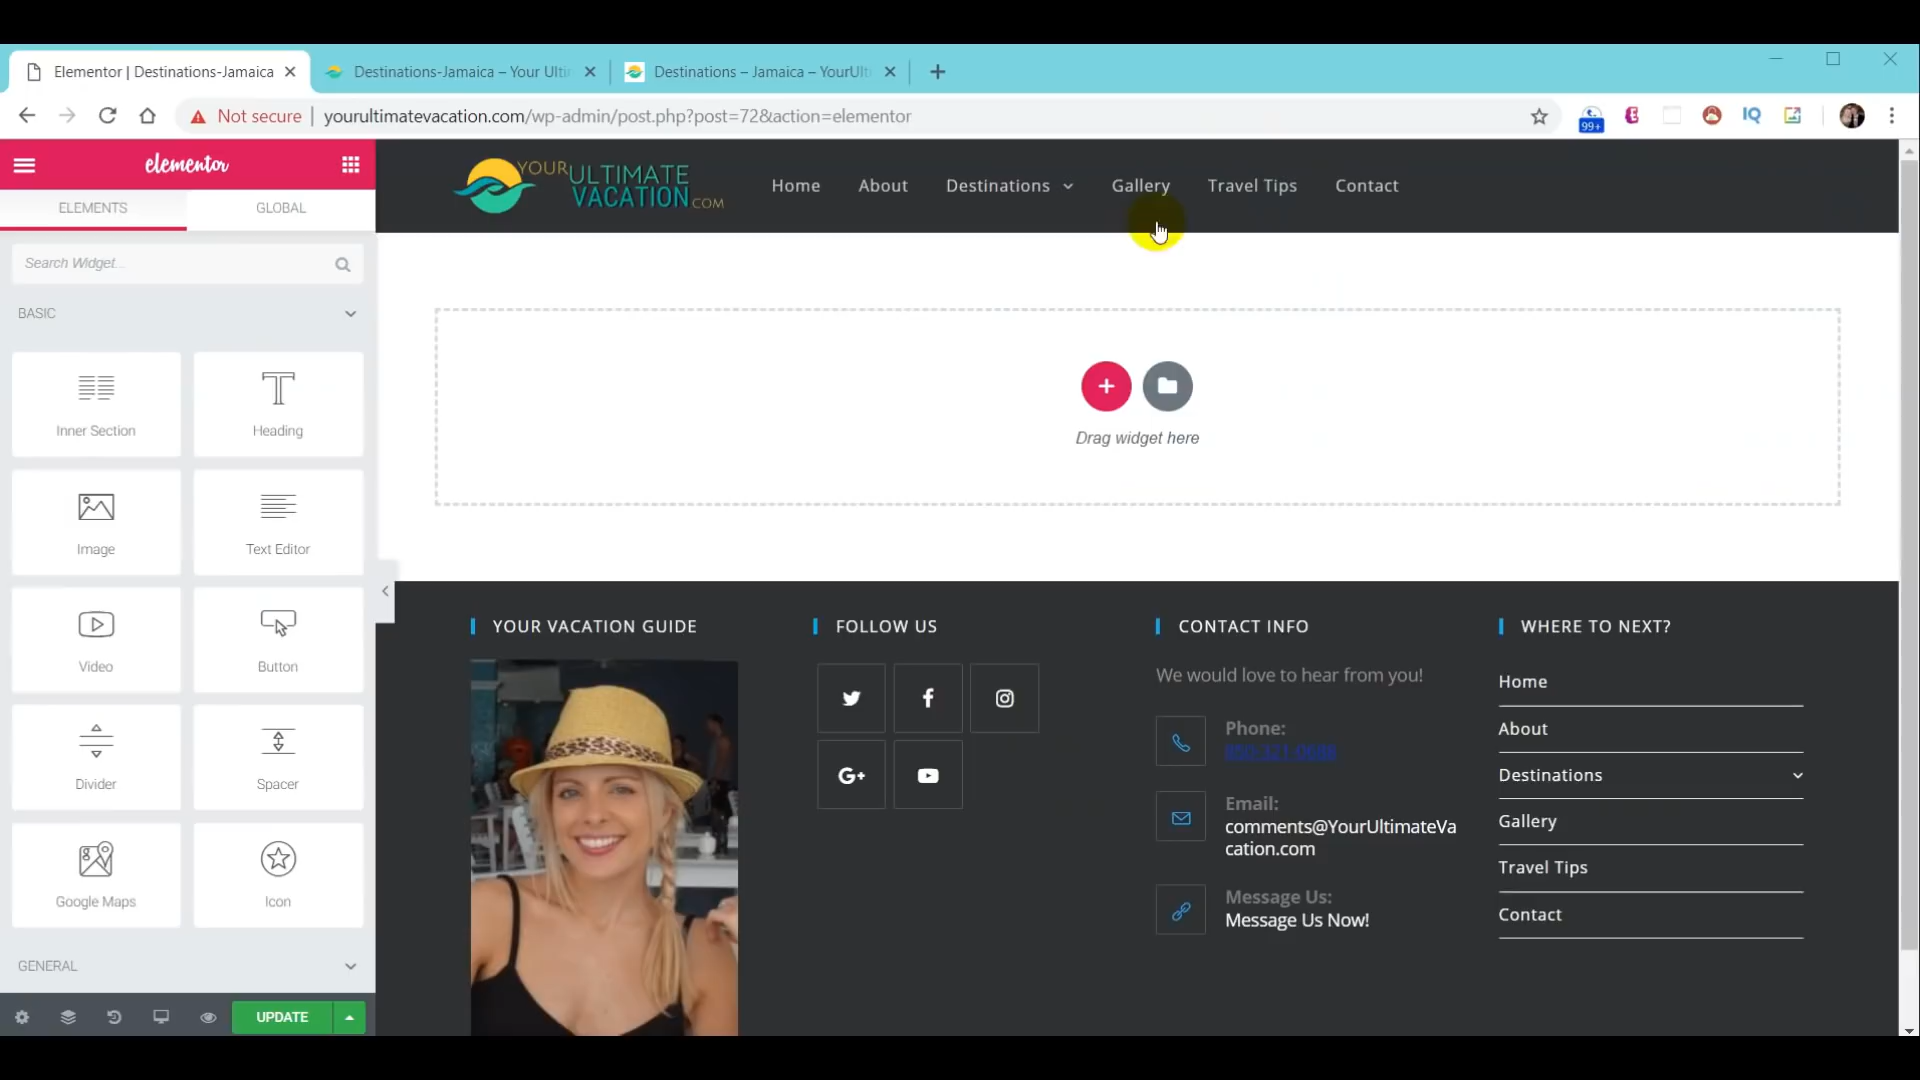 Elementor | Destinations-Jamaica
Destinations-Jamaica – Your Ulti
Destinations – Jamaica – YourUlt
Not secure
yourultimatevacation.com/wp-admin/post.php?post=72&action=elementor
99+
IQ
elementor
YOUR ULTIMATE VACATION.COM
Home
About
Destinations
Gallery
Travel Tips
Contact
ELEMENTS
GLOBAL
Search Widget...
BASIC
Inner Section
Heading
Image
Text Editor
Video
Button
Divider
Spacer
Google Maps
Icon
GENERAL
UPDATE
Drag widget here
YOUR VACATION GUIDE
FOLLOW US
G+
CONTACT INFO
We would love to hear from you!
Phone:
Email:
comments@YourUltimateVa
cation.com
Message Us:
Message Us Now!
WHERE TO NEXT?
Home
About
Destinations
Gallery
Travel Tips
Contact